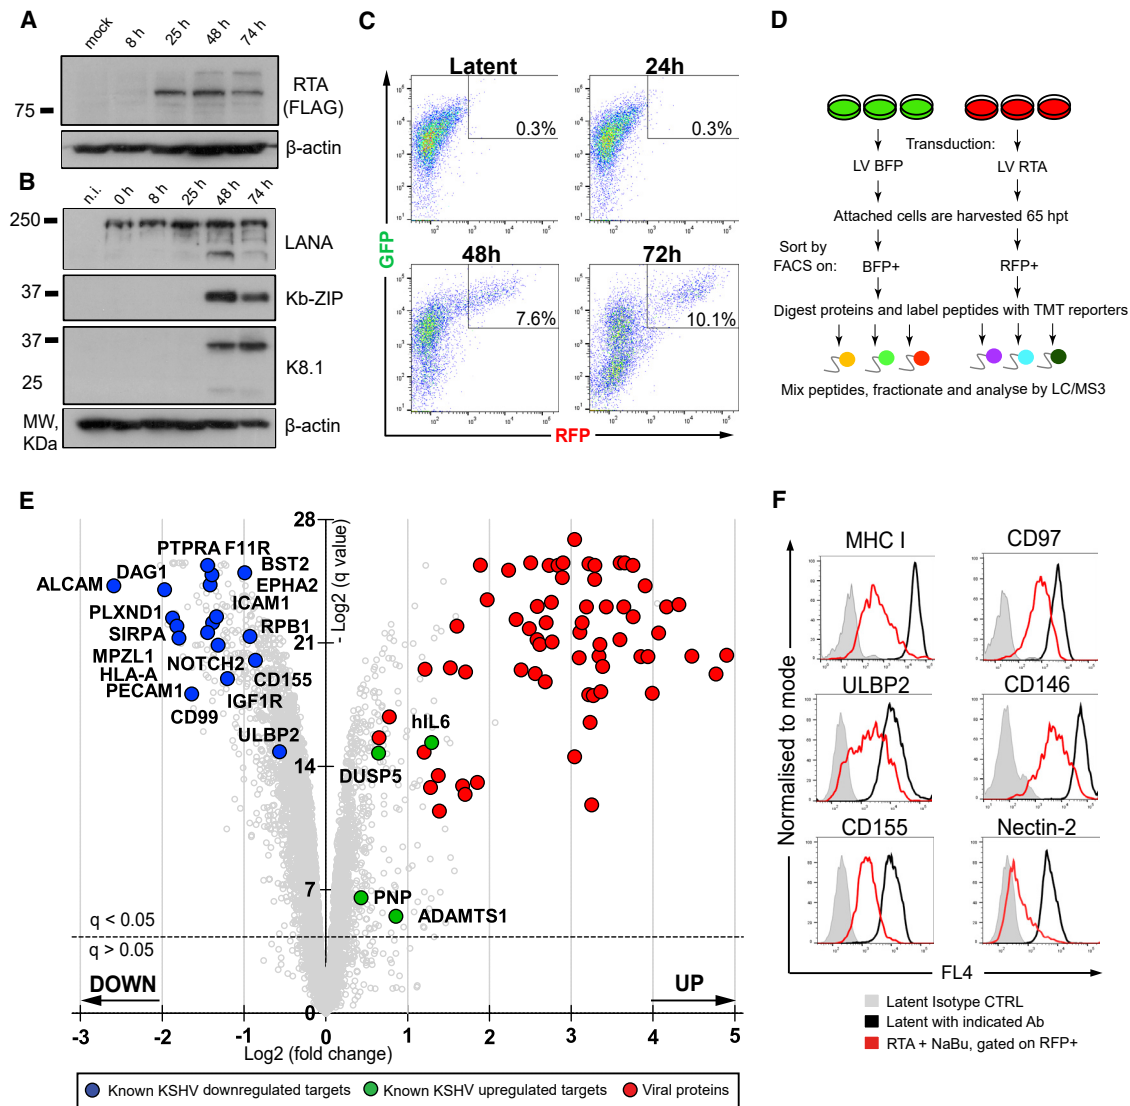 A
mock 8 h 25 h 48 h 74 h
RTA
(FLAG)
75
β-actin
B
n.i. 0 h 8 h 25 h 48 h 74 h
250
LANA
37
Kb-ZIP
37
K8.1
25
MW,
KDa
β-actin
C
Latent
24h
0.3%
0.3%
48h
72h
7.6%
10.1%
GFP
RFP
D
Transduction:
LV BFP
LV RTA
Attached cells are harvested 65 hpt
Sort by
FACS on:
BFP+
RFP+
Digest proteins and label peptides with TMT reporters
Mix peptides, fractionate and analyse by LC/MS3
E
28
21
14
7
0
- Log2 (q value)
PTPRA F11R
BST2
DAG1
ALCAM
EPHA2
ICAM1
PLXND1
RPB1
SIRPA
MPZL1
NOTCH2
HLA-A
CD155
PECAM1
IGF1R
CD99
ULBP2
hIL6
DUSP5
PNP
ADAMTS1
q < 0.05
q > 0.05
DOWN
UP
-3 -2 -1 0 1 2 3 4 5
Log2 (fold change)
Known KSHV downregulated targets
Known KSHV upregulated targets
Viral proteins
F
MHC I
CD97
ULBP2
CD146
CD155
Nectin-2
Normalised to mode
FL4
Latent Isotype CTRL
Latent with indicated Ab
RTA + NaBu, gated on RFP+